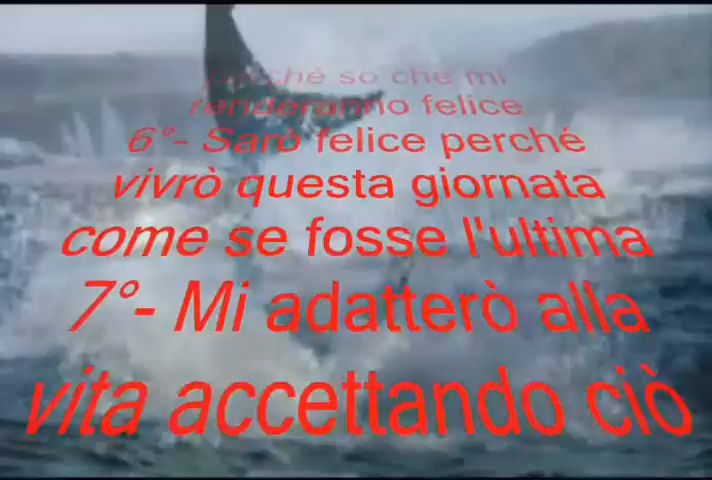 perché so che mi
renderanno felice
6°- Sarò felice perché
vivrò questa giornata
come se fosse l'ultima
7°- Mi adatterò alla
vita accettando ciò